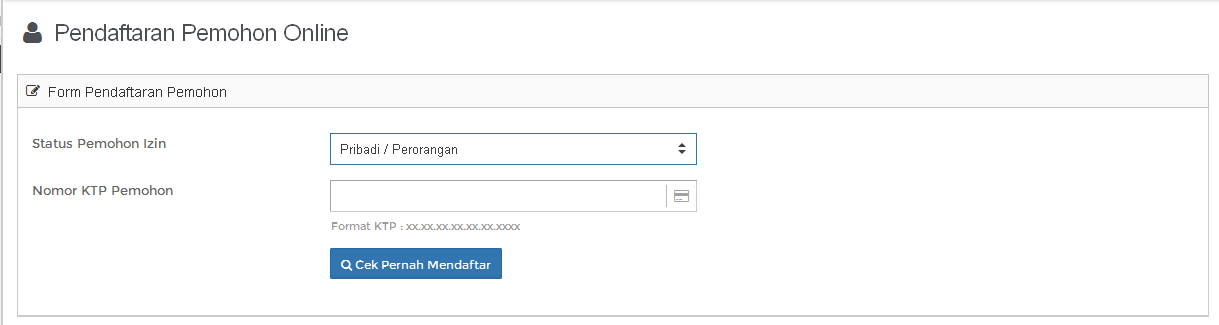 Pendaftaran Pemohon Online
Form Pendaftaran Pemohon
Status Pemohon Izin
Pribadi / Perorangan
Nomor KTP Pemohon
Format KTP : xx.xx.xx.xx.xx.xx.xxxx
Cek Pernah Mendaftar